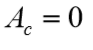 A_c = 0